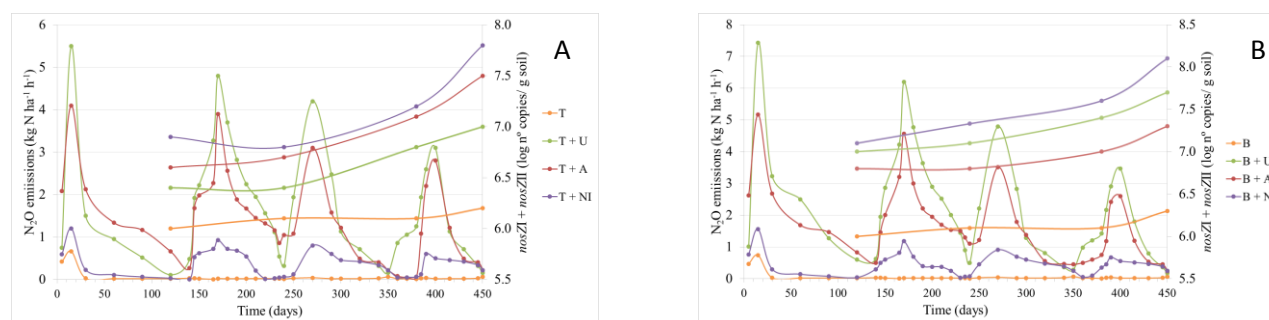 A
N₂O emissions (kg N ha⁻¹ h⁻¹)
6
5
4
3
2
1
0
8.0
7.5
7.0
6.5
6.0
5.5
nosZI + nosZII (log nº copies/ g soil)
0 50 100 150 200 250 300 350 400 450
Time (days)
T
T + U
T + A
T + NI
B
N₂O emissions (kg N ha⁻¹ h⁻¹)
8
7
6
5
4
3
2
1
0
8.5
8.0
7.5
7.0
6.5
6.0
5.5
nosZI + nosZII (log nº copies/ g soil)
0 50 100 150 200 250 300 350 400 450
Time (days)
B
B + U
B + A
B + N